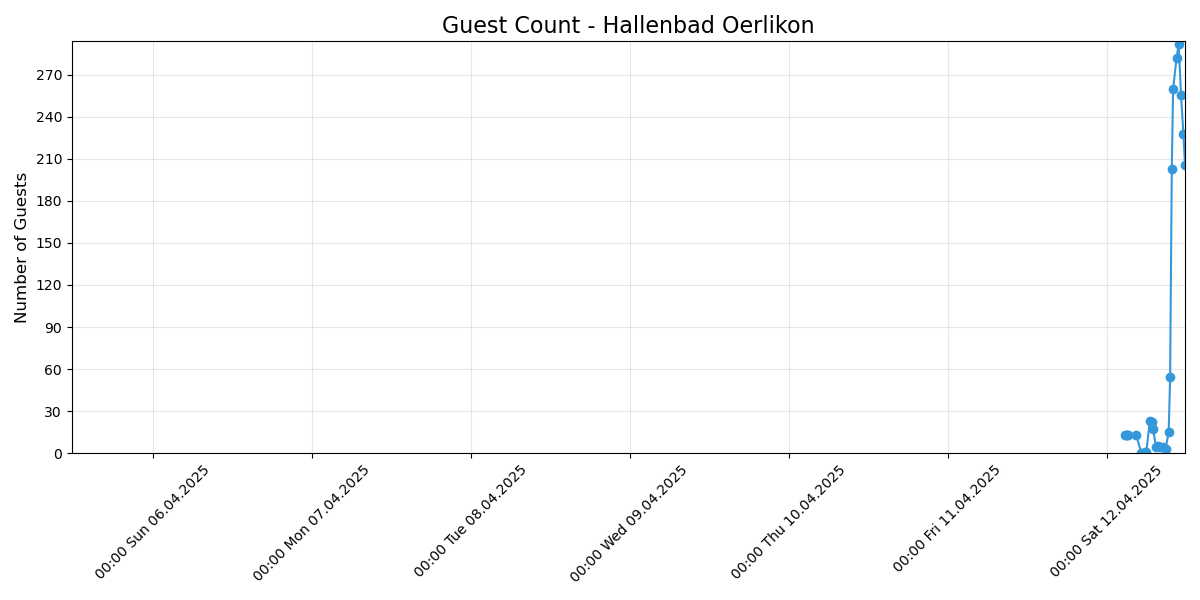 Guest Count - Hallenbad Oerlikon
Number of Guests
270
240
210
180
150
120
90
60
30
0
00:00 Sun 06.04.2025
00:00 Mon 07.04.2025
00:00 Tue 08.04.2025
00:00 Wed 09.04.2025
00:00 Thu 10.04.2025
00:00 Fri 11.04.2025
00:00 Sat 12.04.2025